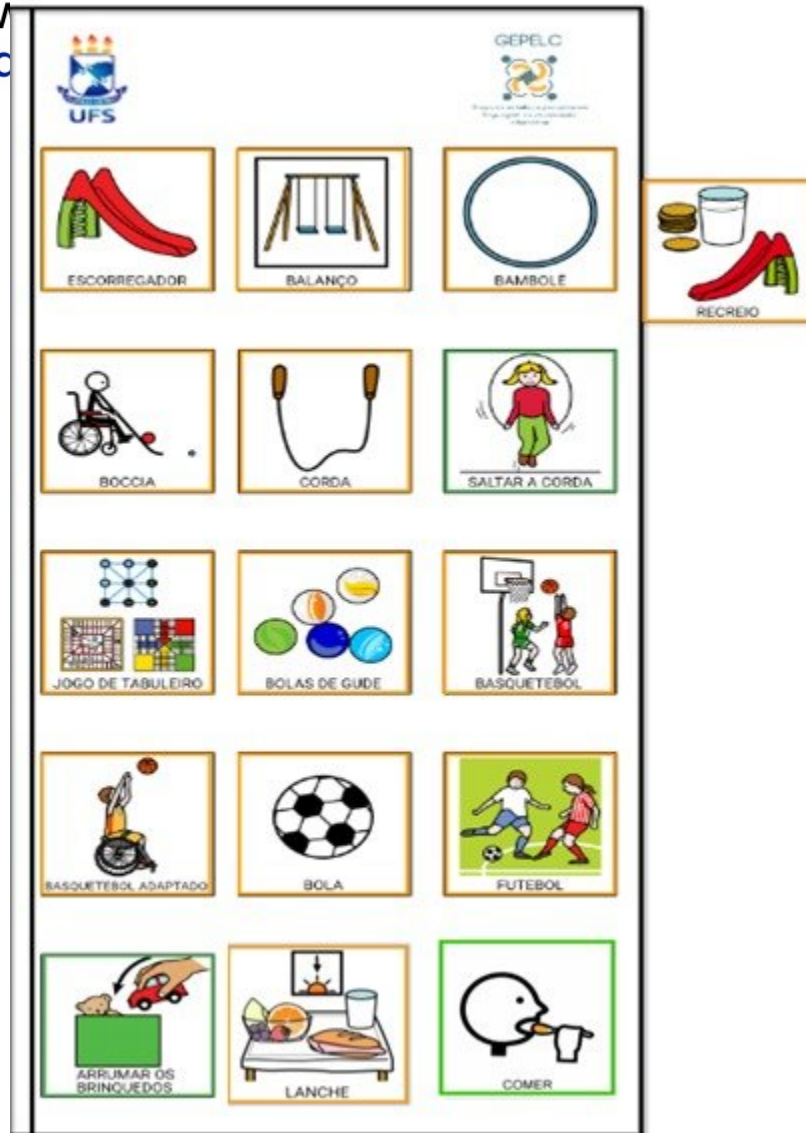 UFS
GEPELC
ESCORREGADOR
BALANÇO
BAMBOLÊ
RECREIO
BOCCIA
CORDA
SALTAR A CORDA
JOGO DE TABULEIRO
BOLAS DE GUDE
BASQUETEBOL
BASQUETEBOL ADAPTADO
BOLA
FUTEBOL
ARRUMAR OS
BRINQUEDOS
LANCHE
COMER